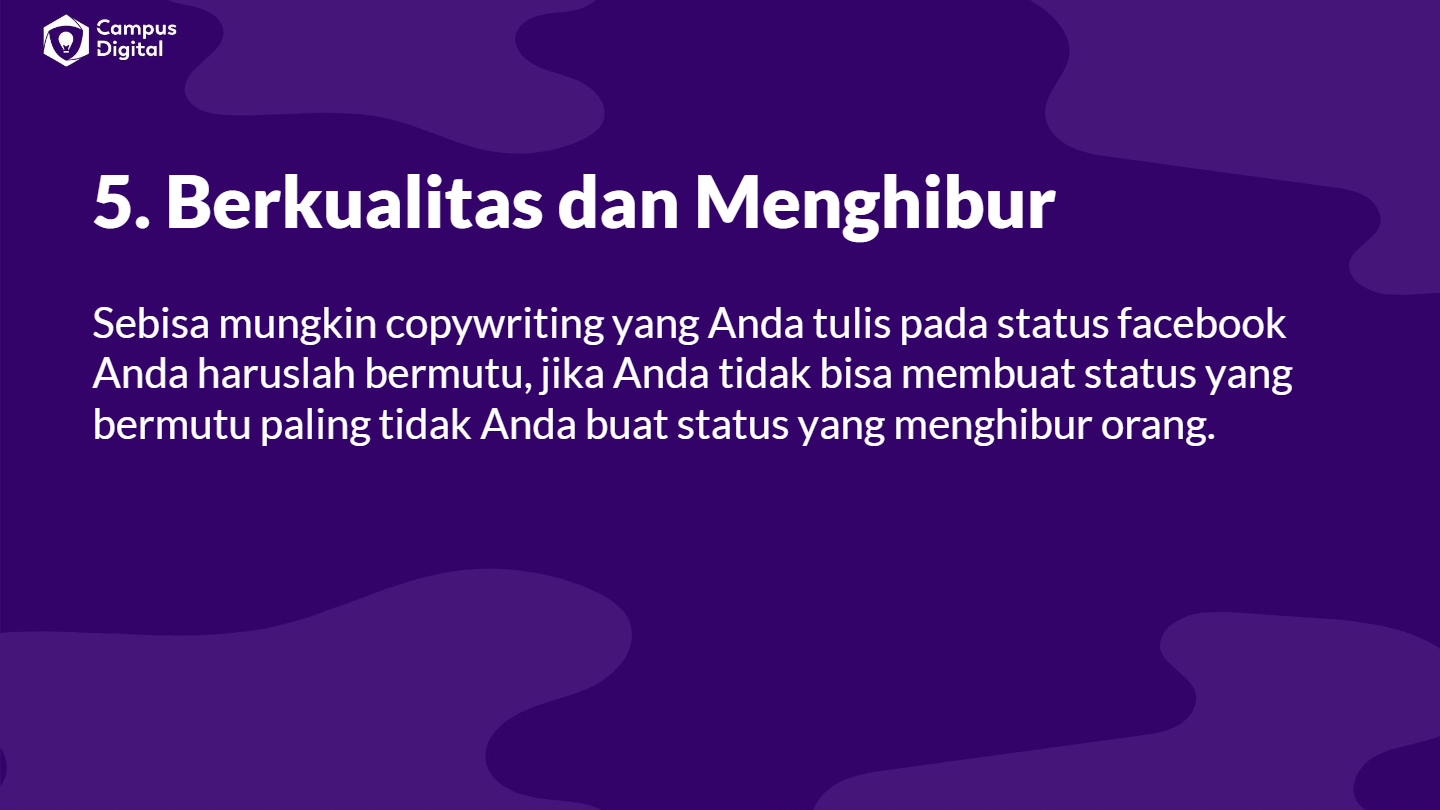 Campus
Digital
5. Berkualitas dan Menghibur
Sebisa mungkin copywriting yang Anda tulis pada status facebook
Anda haruslah bermutu, jika Anda tidak bisa membuat status yang
bermutu paling tidak Anda buat status yang menghibur orang.